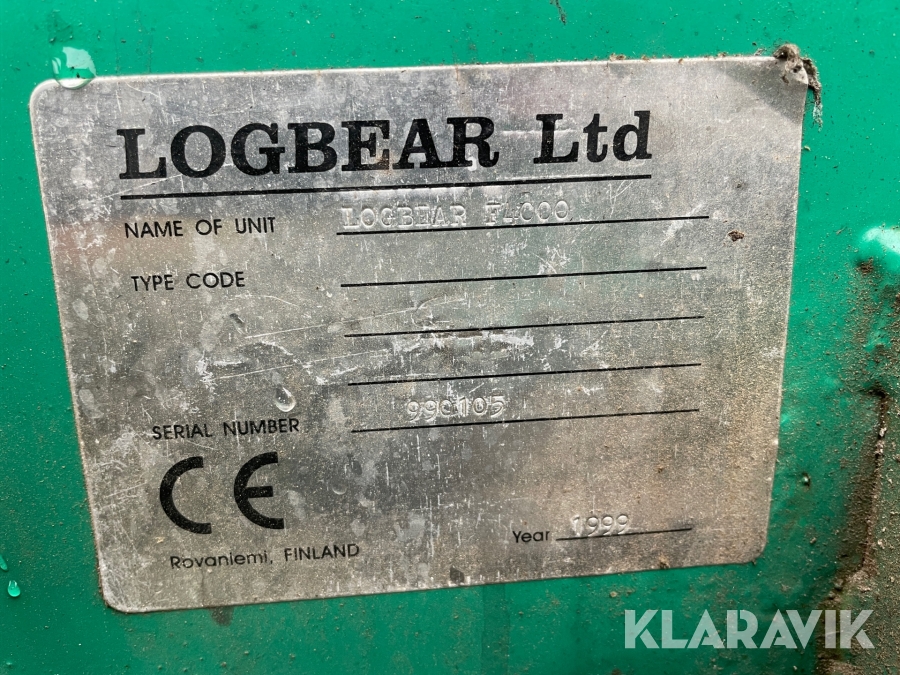 LOGBEAR Ltd
NAME OF UNIT LOGBEAR F4000
TYPE CODE
SERIAL NUMBER 990105
CE
Year 1999
Rovaniemi, FINLAND
KLARAVIK